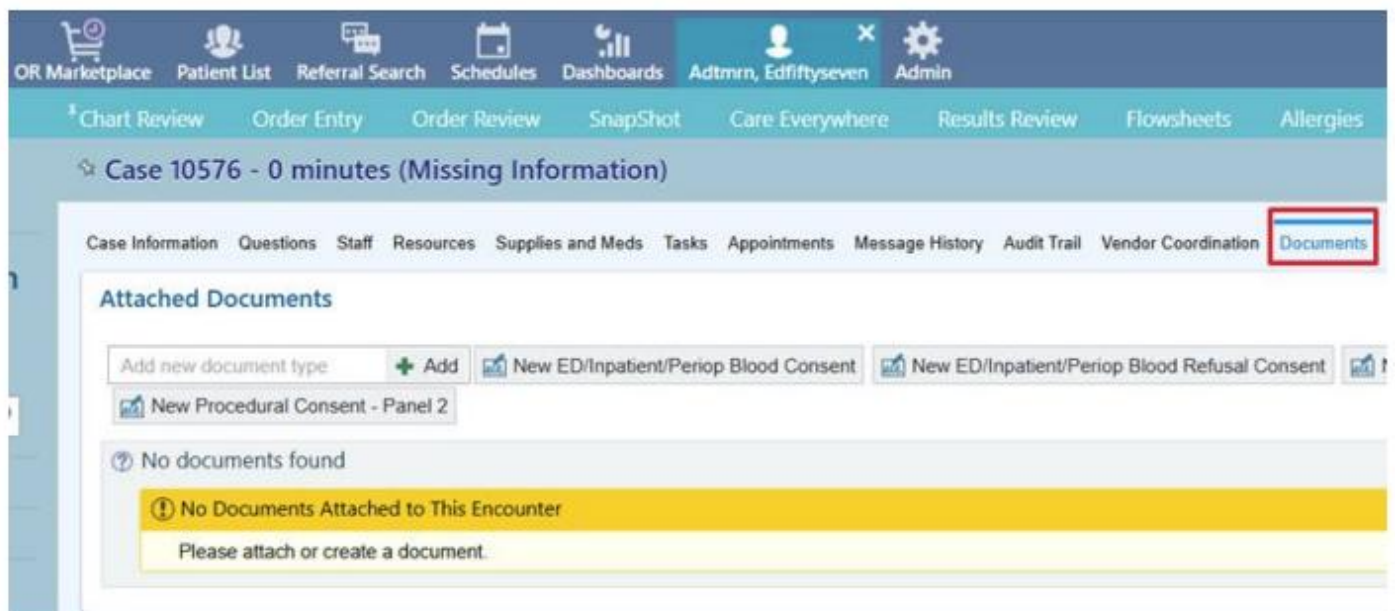 OR Marketplace Patient List Referral Search Schedules Dashboards Adtmrn, Edfiftyseven Admin
3 Chart Review Order Entry Order Review SnapShot Care Everywhere Results Review Flowsheets Allergies
Case 10576 - 0 minutes (Missing Information)
Case Information Questions Staff Resources Supplies and Meds Tasks Appointments Message History Audit Trail Vendor Coordination Documents
Attached Documents
Add new document type Add New ED/Inpatient/Periop Blood Consent New ED/Inpatient/Periop Blood Refusal Consent
New Procedural Consent - Panel 2
No documents found
No Documents Attached to This Encounter
Please attach or create a document.